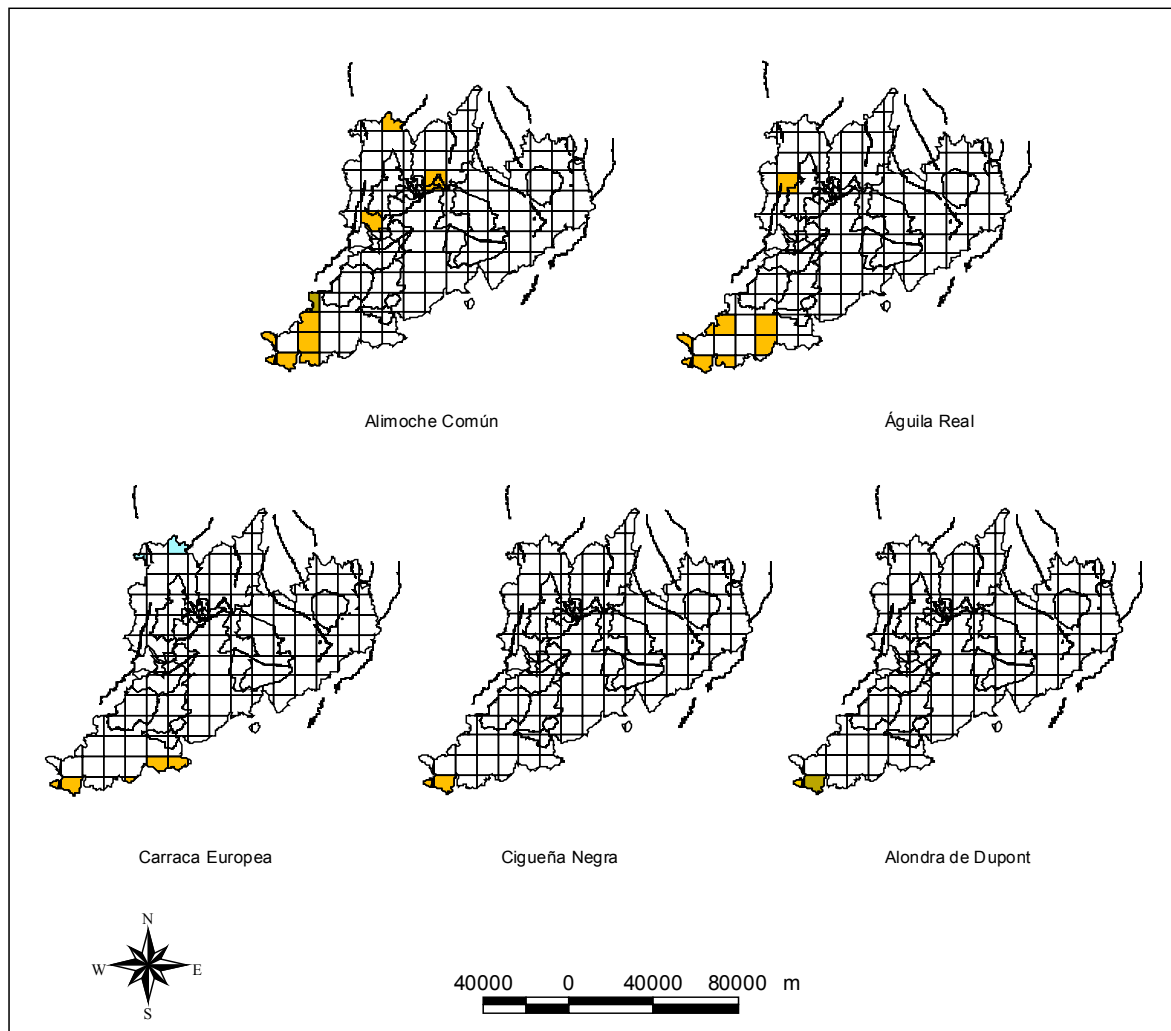 Alimoche Común
Águila Real
Carraca Europea
Cigueña Negra
Alondra de Dupont
N
W
E
S
40000 0 40000 80000 m